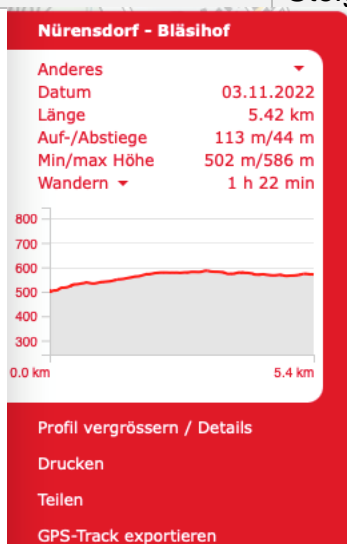 Nürensdorf - Bläsihof
Anderes
Datum 03.11.2022
Länge 5.42 km
Auf-/Abstiege 113 m/44 m
Min/max Höhe 502 m/586 m
Wandern 1 h 22 min
800
700
600
500
400
300
0.0 km 5.4 km
Profil vergrössern / Details
Drucken
Teilen
GPS-Track exportieren